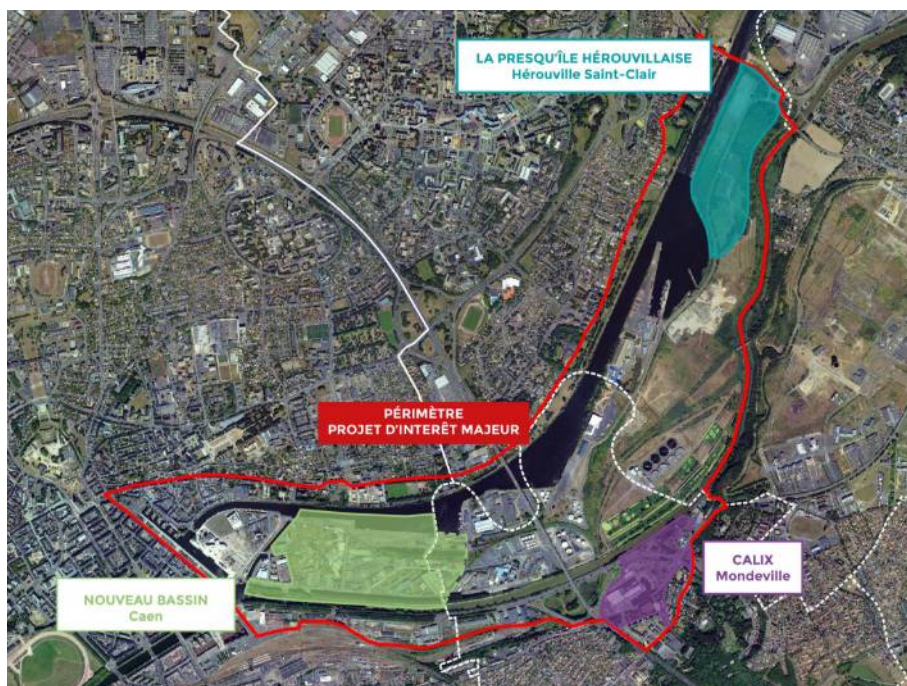 LA PRESQU'ÎLE HÉROUVILLAISE
Hérouville Saint-Clair
PÉRIMÈTRE
PROJET D'INTERÊT MAJEUR
CALIX
Mondeville
NOUVEAU BASSIN
Caen